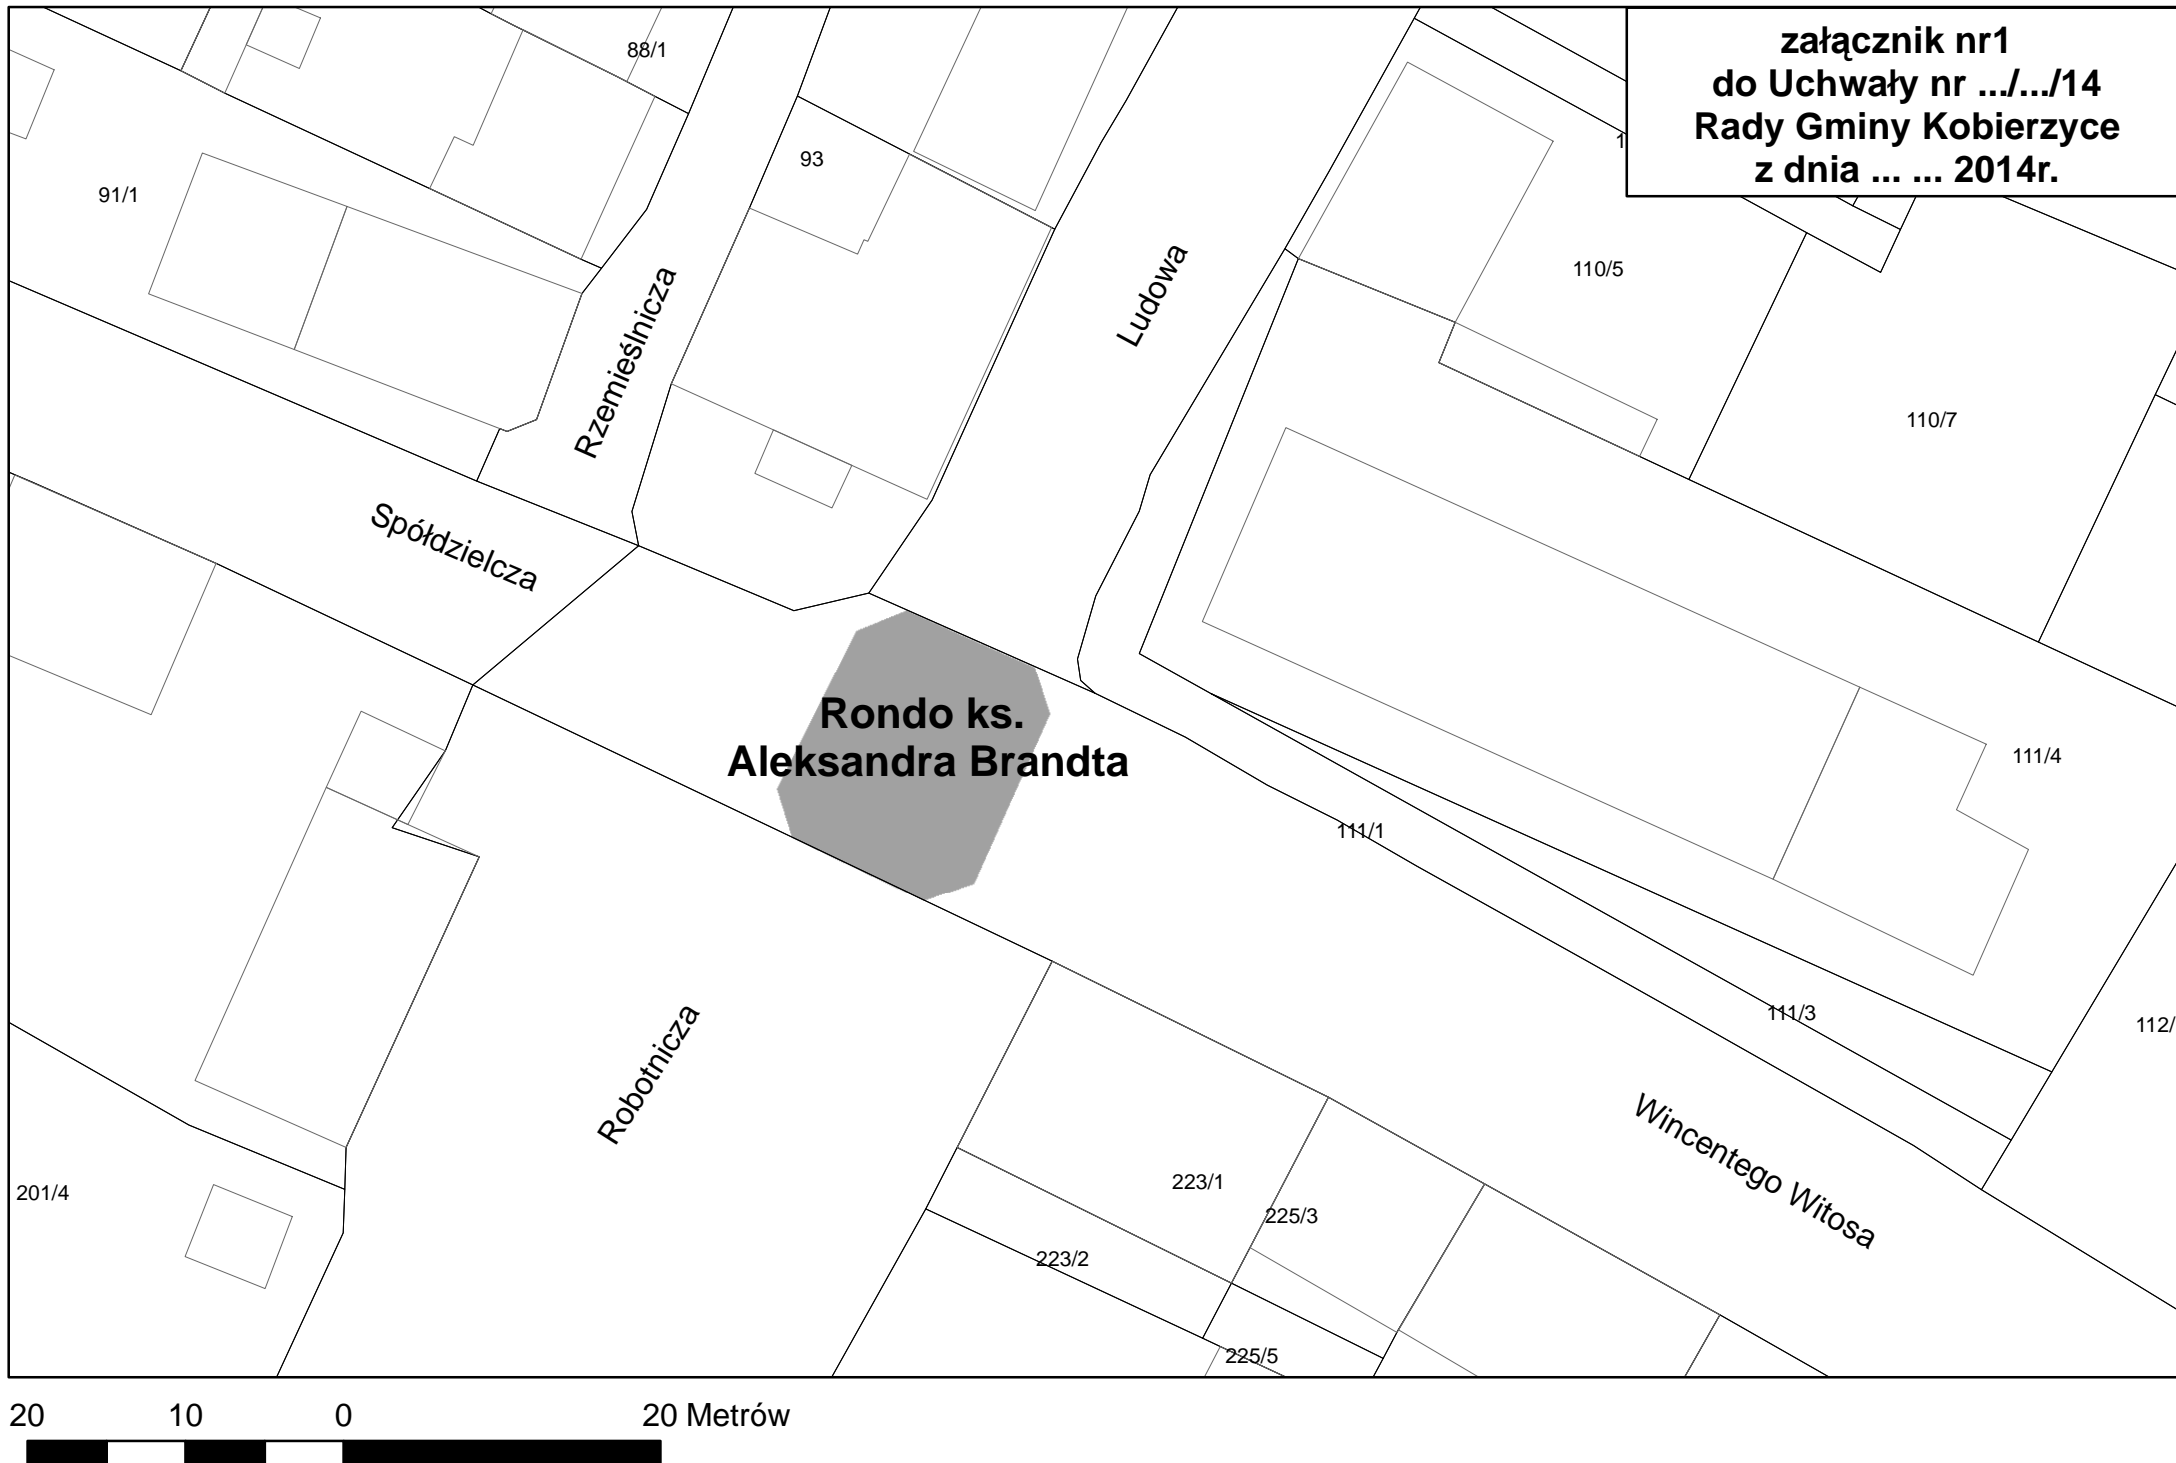 załącznik nr1
do Uchwały nr .../.../14
Rady Gminy Kobierzyce
z dnia ... ... 2014r.
88/1
93
1
91/1
110/5
Ludowa
Rzemieślnicza
110/7
Spółdzielcza
Rondo ks.
Aleksandra Brandta
111/4
111/1
111/3
112/
Robotnicza
Wincentego Witosa
201/4
223/1
225/3
223/2
225/5
20 10 0 20 Metrów